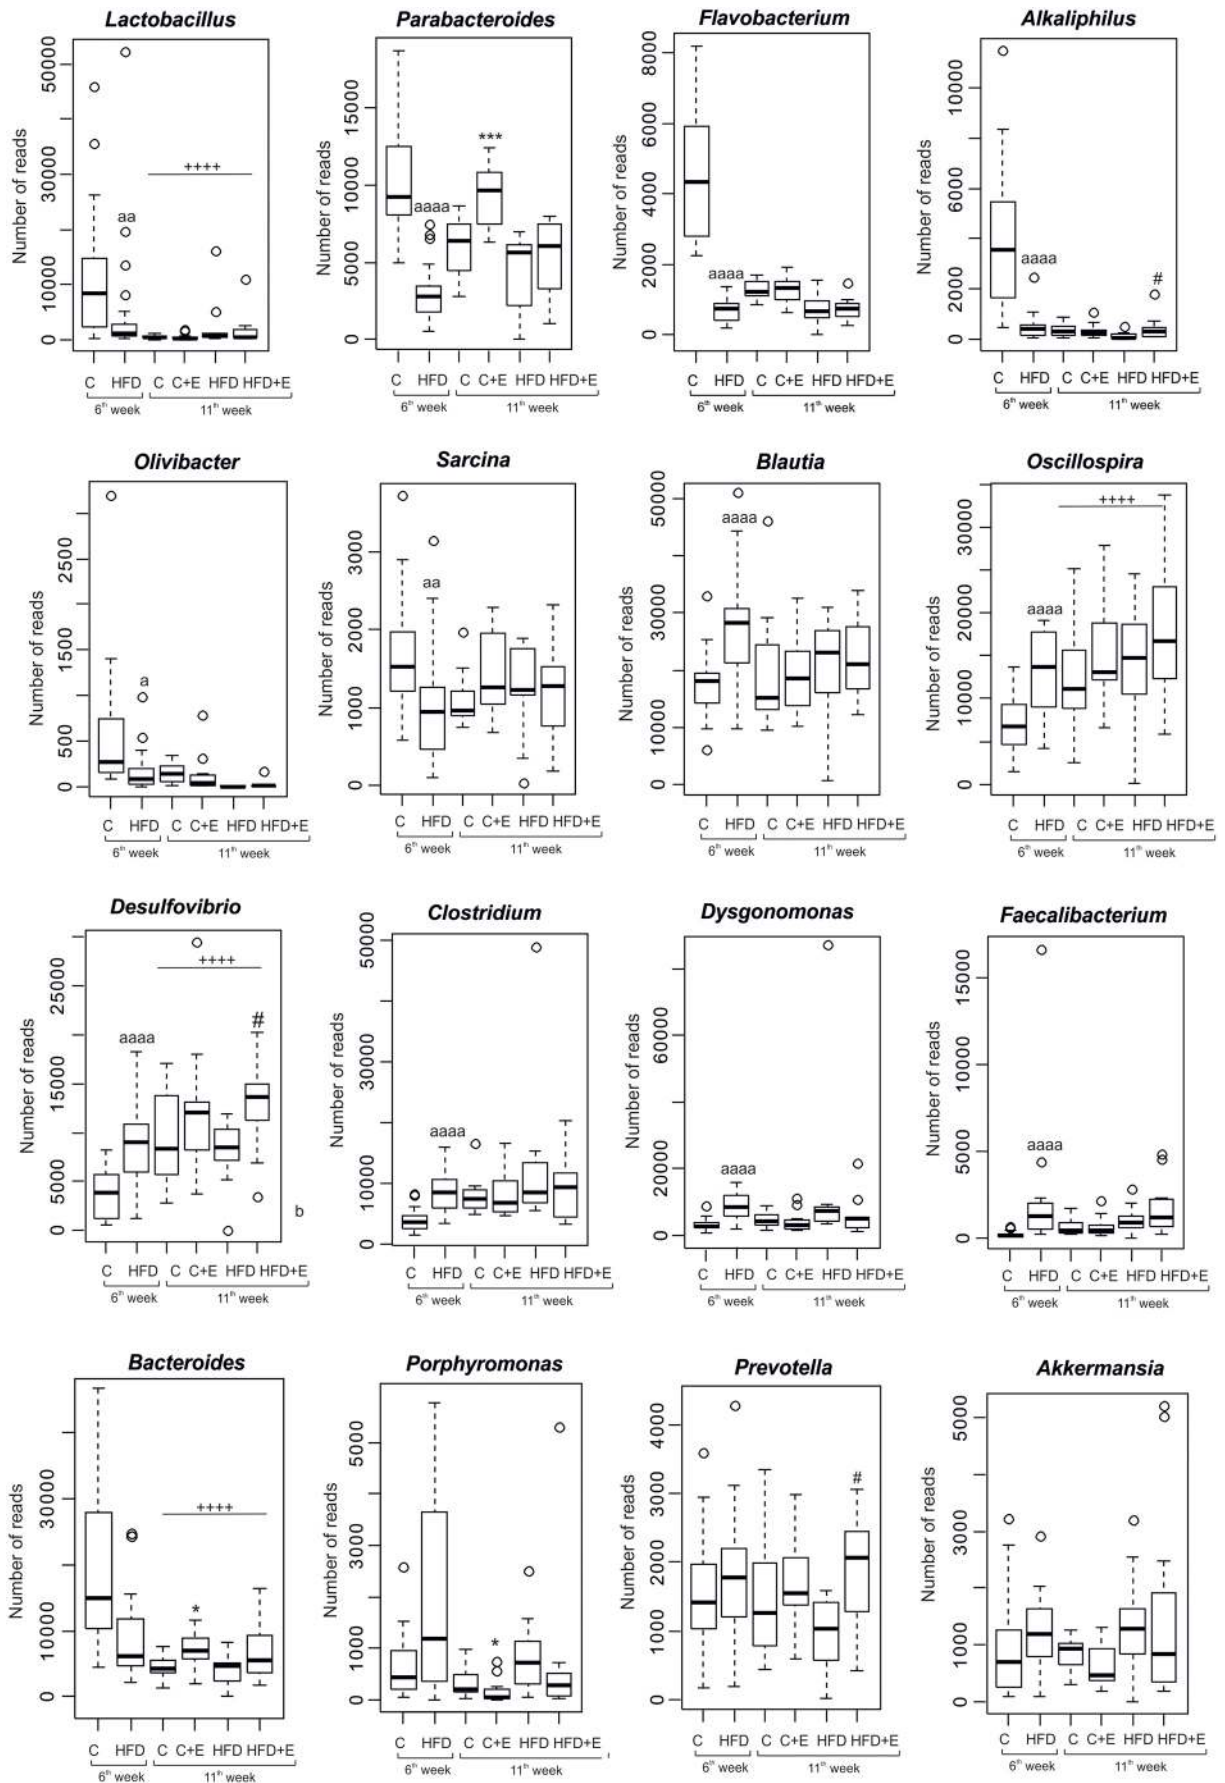 Lactobacillus
Number of reads
0
10000
30000
50000
aa
++++
C HFD C C+E HFD HFD+E
6th week 11th week
Parabacteroides
Number of reads
0
5000
10000
15000
aaaa
***
C HFD C C+E HFD HFD+E
6th week 11th week
Flavobacterium
Number of reads
0
2000
4000
6000
8000
aaaa
C HFD C C+E HFD HFD+E
6th week 11th week
Alkaliphilus
Number of reads
0
2000
6000
10000
aaaa
#
C HFD C C+E HFD HFD+E
6th week 11th week
Olivibacter
Number of reads
0
500
1500
2500
a
C HFD C C+E HFD HFD+E
6th week 11th week
Sarcina
Number of reads
0
1000
2000
3000
aa
C HFD C C+E HFD HFD+E
6th week 11th week
Blautia
Number of reads
0
10000
30000
50000
aaaa
C HFD C C+E HFD HFD+E
6th week 11th week
Oscillospira
Number of reads
0
10000
20000
30000
aaaa
++++
C HFD C C+E HFD HFD+E
6th week 11th week
Desulfovibrio
Number of reads
0
5000
15000
25000
aaaa
++++
#
b
C HFD C C+E HFD HFD+E
6th week 11th week
Clostridium
Number of reads
0
10000
30000
50000
aaaa
C HFD C C+E HFD HFD+E
6th week 11th week
Dysgonomonas
Number of reads
0
20000
60000
aaaa
C HFD C C+E HFD HFD+E
6th week 11th week
Faecalibacterium
Number of reads
0
5000
10000
15000
aaaa
C HFD C C+E HFD HFD+E
6th week 11th week
Bacteroides
Number of reads
0
10000
30000
++++
*
C HFD C C+E HFD HFD+E
6th week 11th week
Porphyromonas
Number of reads
0
1000
3000
5000
*
C HFD C C+E HFD HFD+E
6th week 11th week
Prevotella
Number of reads
0
1000
2000
3000
4000
#
C HFD C C+E HFD HFD+E
6th week 11th week
Akkermansia
Number of reads
0
1000
3000
5000
C HFD C C+E HFD HFD+E
6th week 11th week